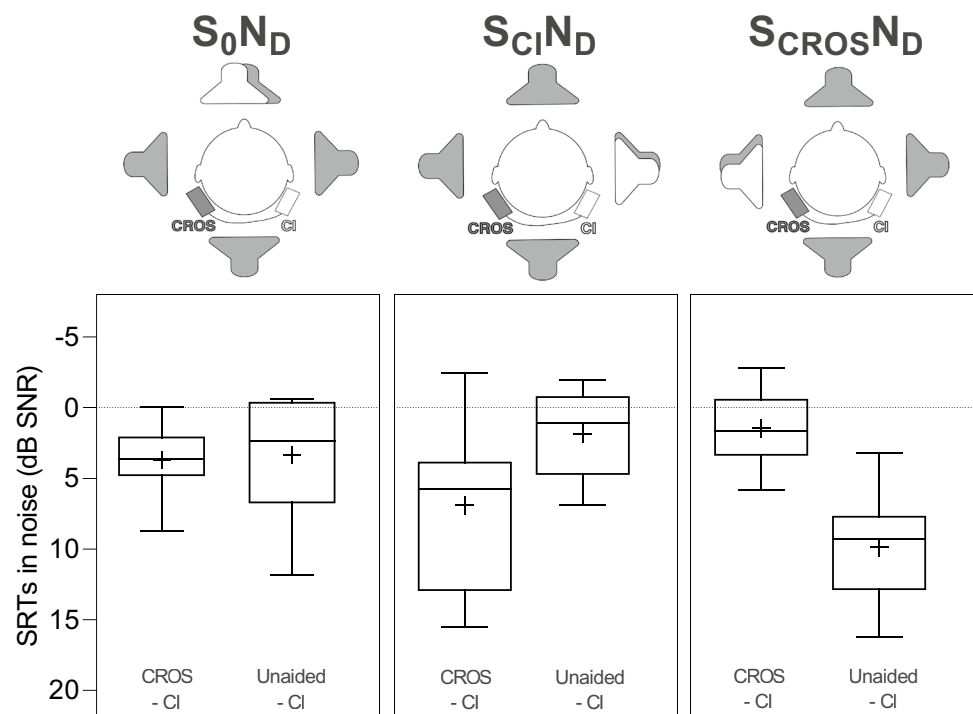 S0ND
SCIND
SCROSND
CROS
CI
CROS
CI
CROS
CI
SRTs in noise (dB SNR)
-5
0
5
10
15
20
CROS
- CI
Unaided
- CI
CROS
- CI
Unaided
- CI
CROS
- CI
Unaided
- CI